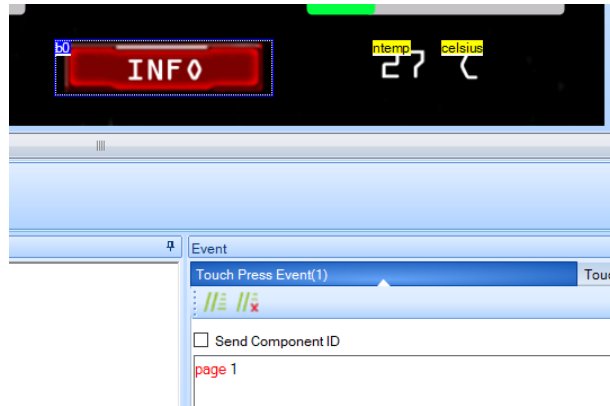 b0
INFO
ntemp
celsius
27 C
Event
Touch Press Event(1)
Touc
Send Component ID
page 1